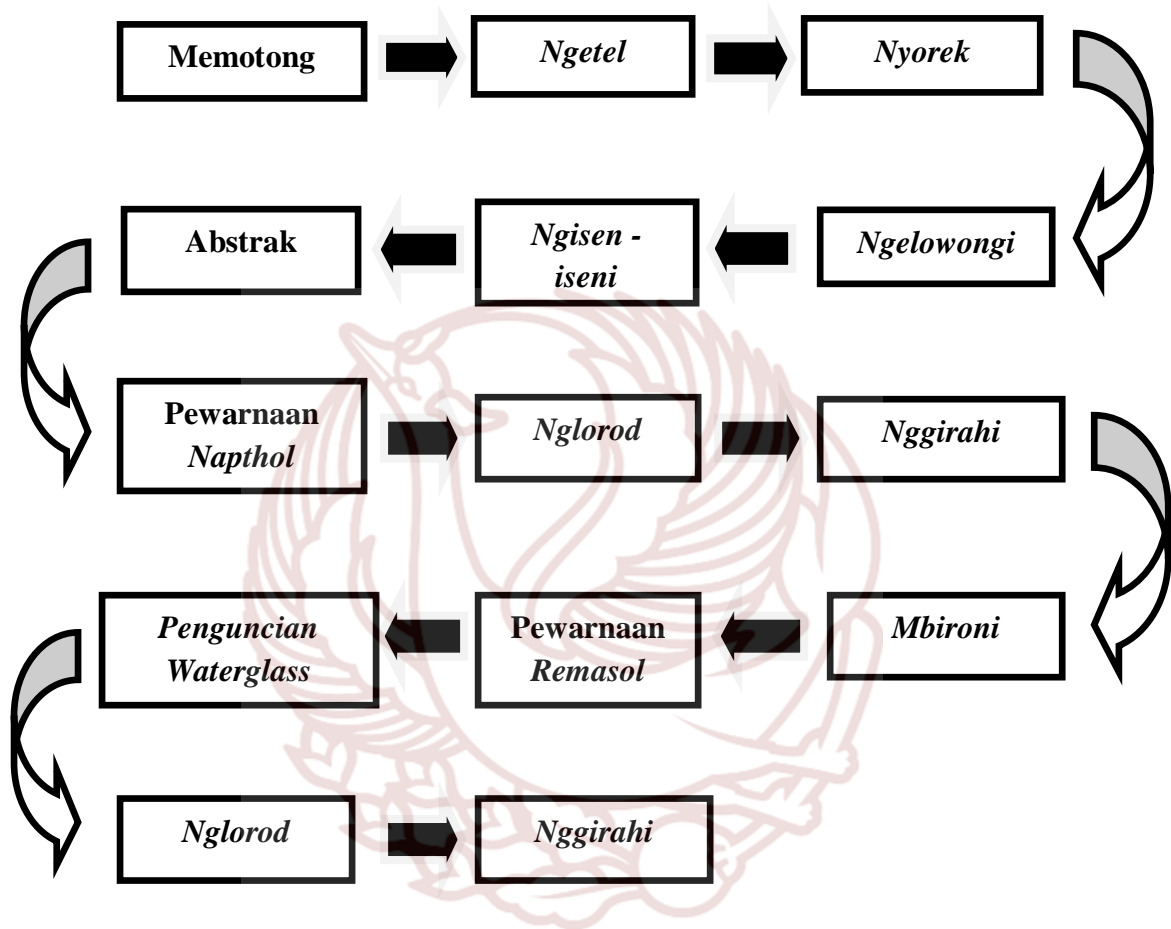 Memotong
Ngetel
Nyorek
Ngelowongi
Ngisen -
iseni
Abstrak
Pewarnaan
Napthol
Nglorod
Nggirahi
Mbironi
Pewarnaan
Remasol
Penguncian
Waterglass
Nglorod
Nggirahi